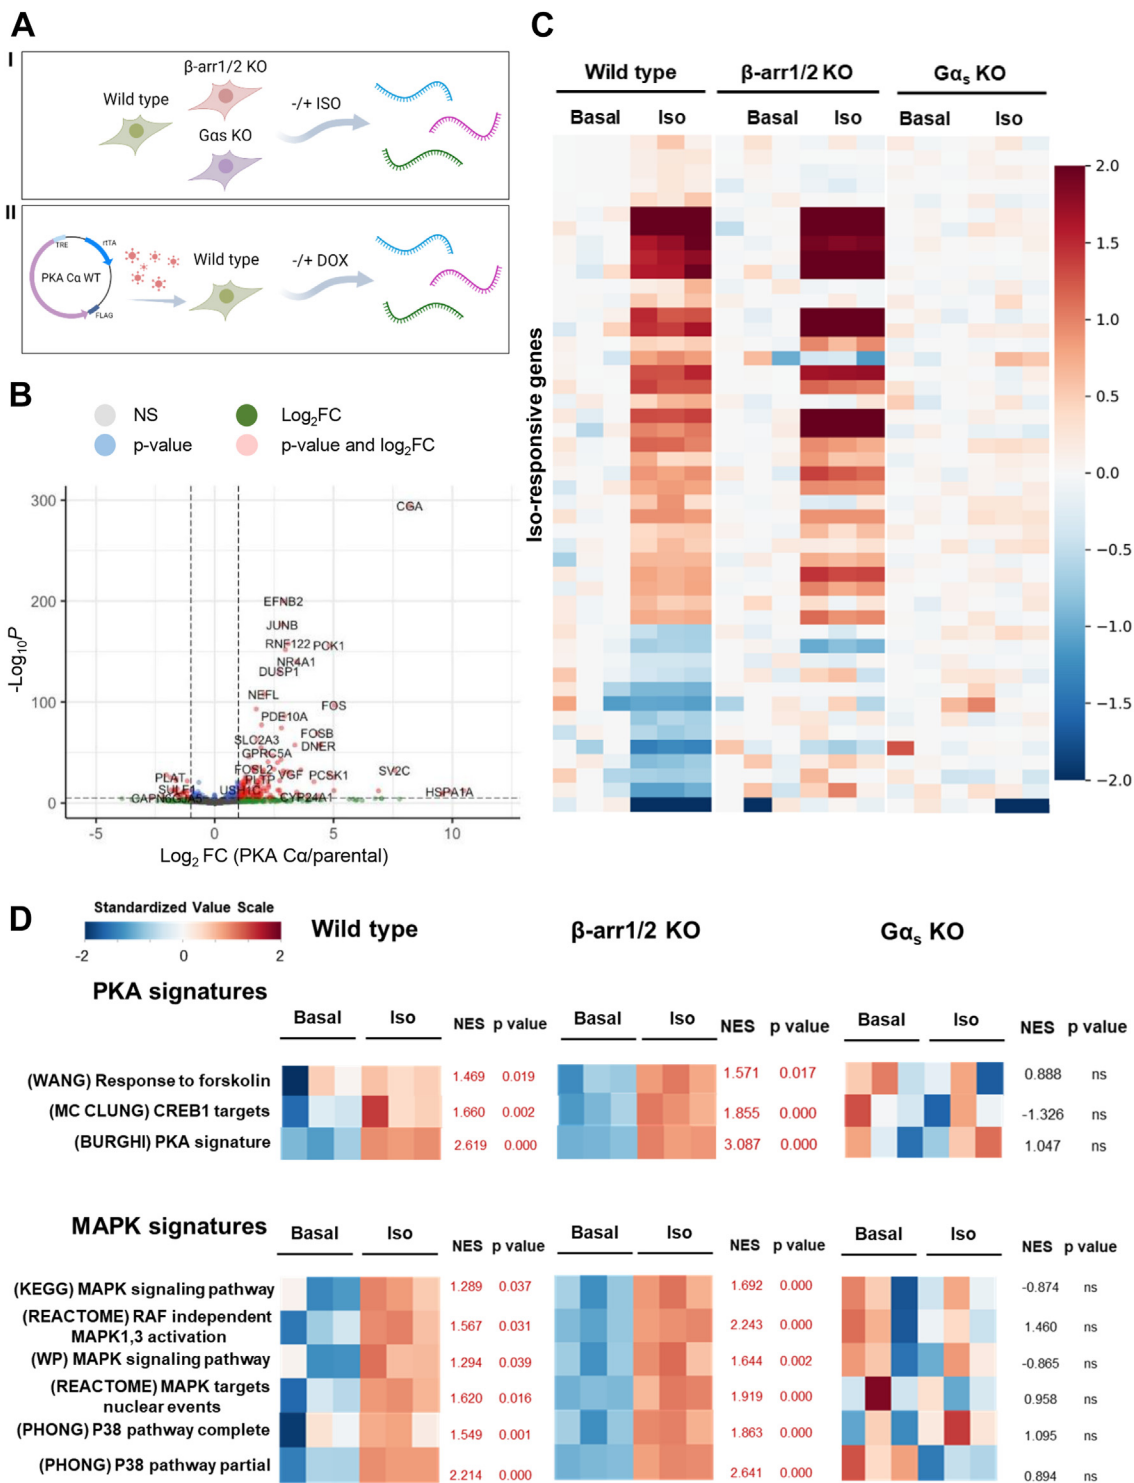 A
I
β-arr1/2 KO
Wild type
-/+ ISO
Gαs KO
II
TRE
rtTA
PKA Cα WT
FLAG
Wild type
-/+ DOX
B
NS
Log2FC
p-value
p-value and log2FC
-Log10P
300
200
100
0
CGA
EFNB2
JUNB
RNF122
PCK1
NR4A1
DUSP1
NEFL
FOS
PDE10A
FOSB
SLC2A3
DNER
GPRC5A
FOSL2
VGF
PCSK1
SV2C
PLAT
PLTP
SULF1
USH1C
CYP24A1
HSPA1A
-5
0
5
10
Log2 FC (PKA Cα/parental)
C
Wild type
β-arr1/2 KO
Gαs KO
Basal
Iso
Basal
Iso
Basal
Iso
Iso-responsive genes
2.0
1.5
1.0
0.5
0.0
−0.5
−1.0
−1.5
−2.0
D
Standardized Value Scale
-2
0
2
Wild type
β-arr1/2 KO
Gαs KO
PKA signatures
Basal Iso NES p value
Basal Iso NES p value
Basal Iso NES p value
(WANG) Response to forskolin 1.469 0.019 1.571 0.017 0.888 ns
(MC CLUNG) CREB1 targets 1.660 0.002 1.855 0.000 -1.326 ns
(BURGHI) PKA signature 2.619 0.000 3.087 0.000 1.047 ns
MAPK signatures
Basal Iso NES p value
Basal Iso NES p value
Basal Iso NES p value
(KEGG) MAPK signaling pathway 1.289 0.037 1.692 0.000 -0.874 ns
(REACTOME) RAF independent
MAPK1,3 activation 1.567 0.031 2.243 0.000 1.460 ns
(WP) MAPK signaling pathway 1.294 0.039 1.644 0.002 -0.865 ns
(REACTOME) MAPK targets
nuclear events 1.620 0.016 1.919 0.000 0.958 ns
(PHONG) P38 pathway complete 1.549 0.001 1.863 0.000 1.095 ns
(PHONG) P38 pathway partial 2.214 0.000 2.641 0.000 0.894 ns